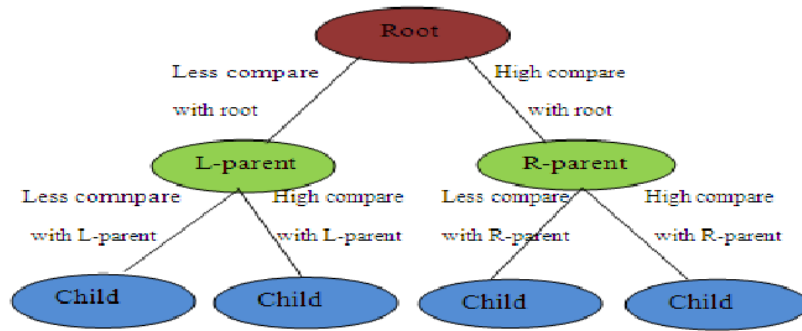 Root
Less compare
with root
High compare
with root
L-parent
R-parent
Less comnpare
with L-parent
High compare
with L-parent
Less compare
with R-parent
High compare
with R-parent
Child
Child
Child
Child